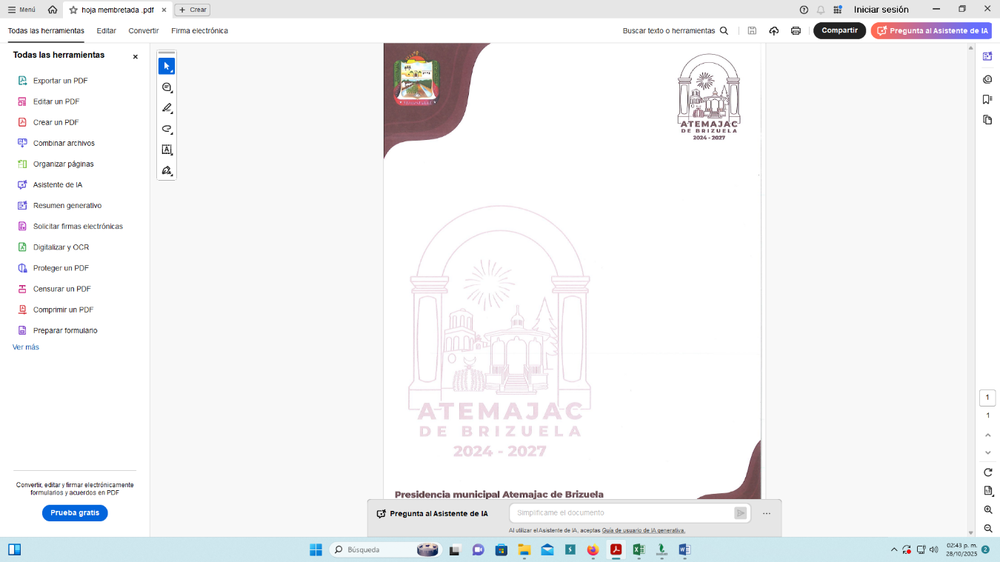 Menú
hoja membretada .pdf
Crear
Iniciar sesión
Todas las herramientas
Editar
Convertir
Firma electrónica
Buscar texto o herramientas
Compartir
Pregunta al Asistente de IA
Todas las herramientas
Exportar un PDF
Editar un PDF
Crear un PDF
Combinar archivos
Organizar páginas
Asistente de IA
Resumen generativo
Solicitar firmas electrónicas
Digitalizar y OCR
Proteger un PDF
Censurar un PDF
Comprimir un PDF
Preparar formulario
Ver más
Convertir, editar y firmar electrónicamente
formularios y acuerdos en PDF
Prueba gratis
ATEMAJAC
DE BRIZUELA
2024 - 2027
ATEMAJAC
DE BRIZUELA
2024 - 2027
Presidencia municipal Atemajac de Brizuela
Pregunta al Asistente de IA
Simplificame el documento
Al utilizar el Asistente de IA, aceptas Guía de usuario de IA generativa.
1
1
Búsqueda
02:43 p. m.
28/10/2025
2